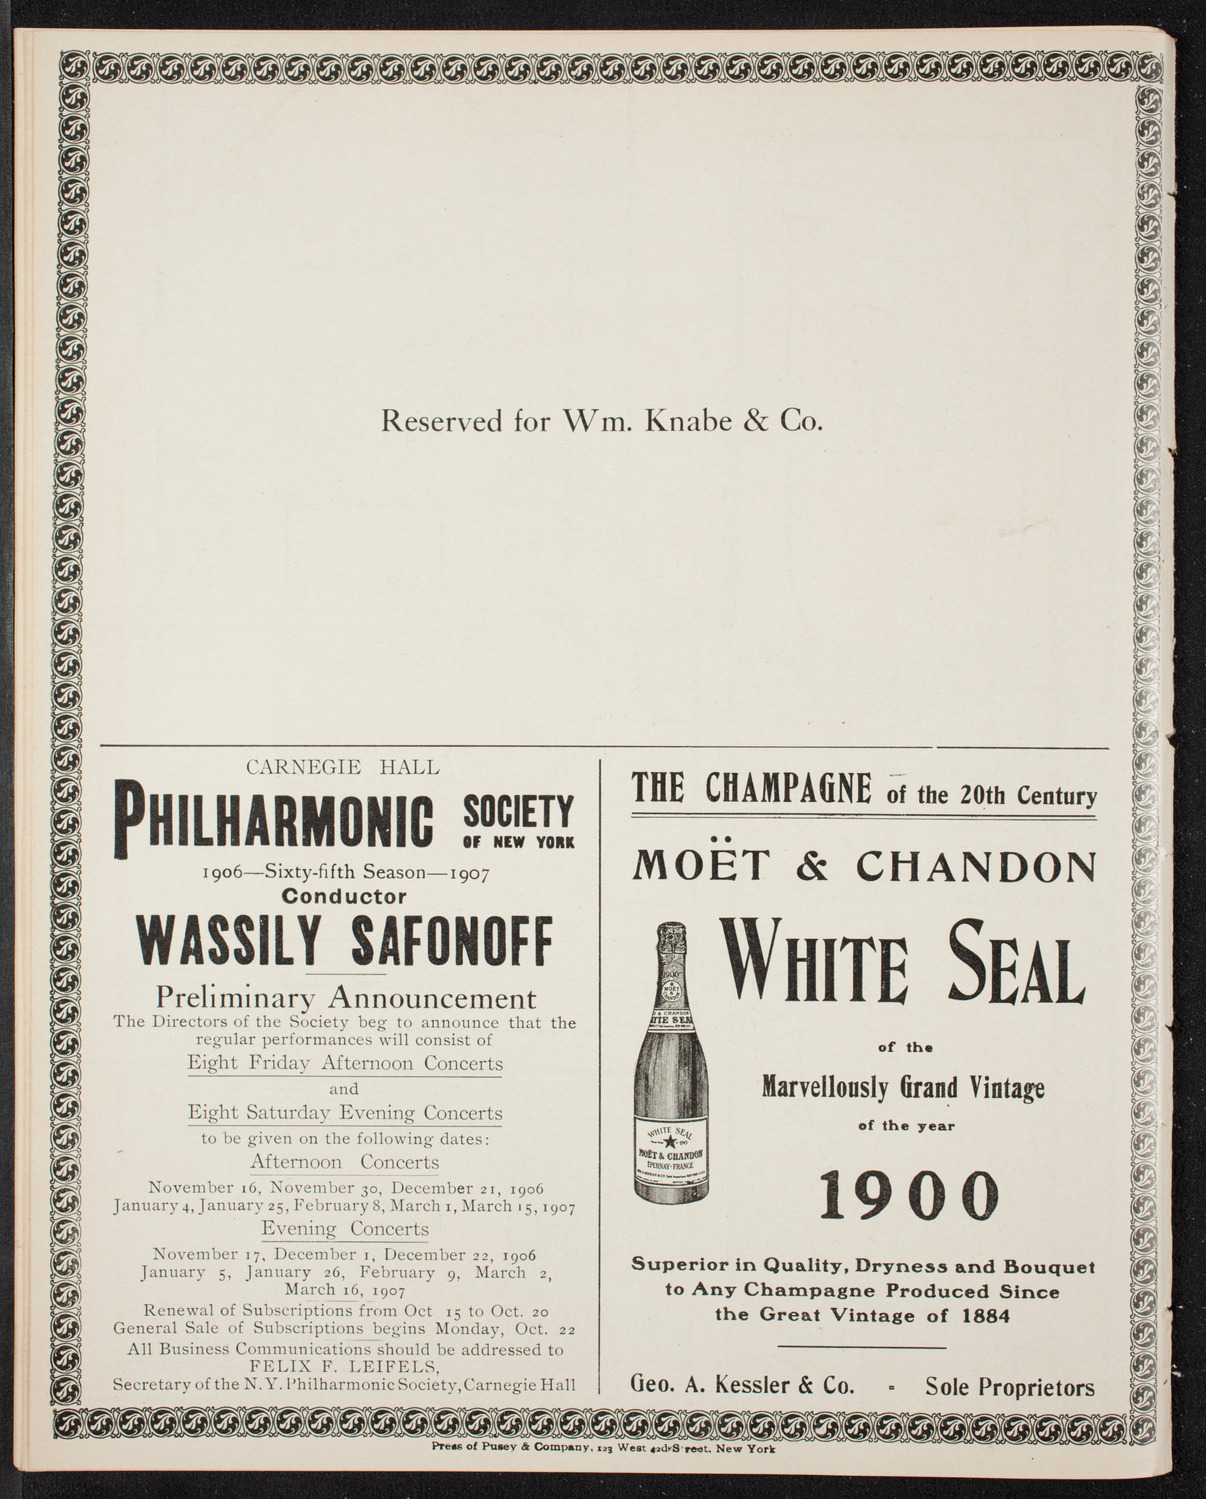 Reserved for Wm. Knabe & Co.
CARNEGIE HALL
PHILHARMONIC SOCIETY
OF NEW YORK
1906—Sixty-fifth Season—1907
Conductor
WASSILY SAFONOFF
Preliminary Announcement
The Directors of the Society beg to announce that the
regular performances will consist of
Eight Friday Afternoon Concerts
and
Eight Saturday Evening Concerts
to be given on the following dates:
Afternoon Concerts
November 16, November 30, December 21, 1906
January 4, January 25, February 8, March 1, March 15, 1907
Evening Concerts
November 17, December 1, December 22, 1906
January 5, January 26, February 9, March 2,
March 16, 1907
Renewal of Subscriptions from Oct 15 to Oct. 20
General Sale of Subscriptions begins Monday, Oct. 22
All Business Communications should be addressed to
FELIX F. LEIFELS,
Secretary of the N. Y. Philharmonic Society, Carnegie Hall
THE CHAMPAGNE of the 20th Century
MOËT & CHANDON
WHITE SEAL
1900
MOËT
& CHANDON
ITE SEA
WHITE SEAL
MOËT & CHANDON
EPERNAY-FRANCE
of the
Marvellously Grand Vintage
of the year
1900
Superior in Quality, Dryness and Bouquet
to Any Champagne Produced Since
the Great Vintage of 1884
Geo. A. Kessler & Co. - Sole Proprietors
Press of Pusey & Company, 123 West 42d Street, New York